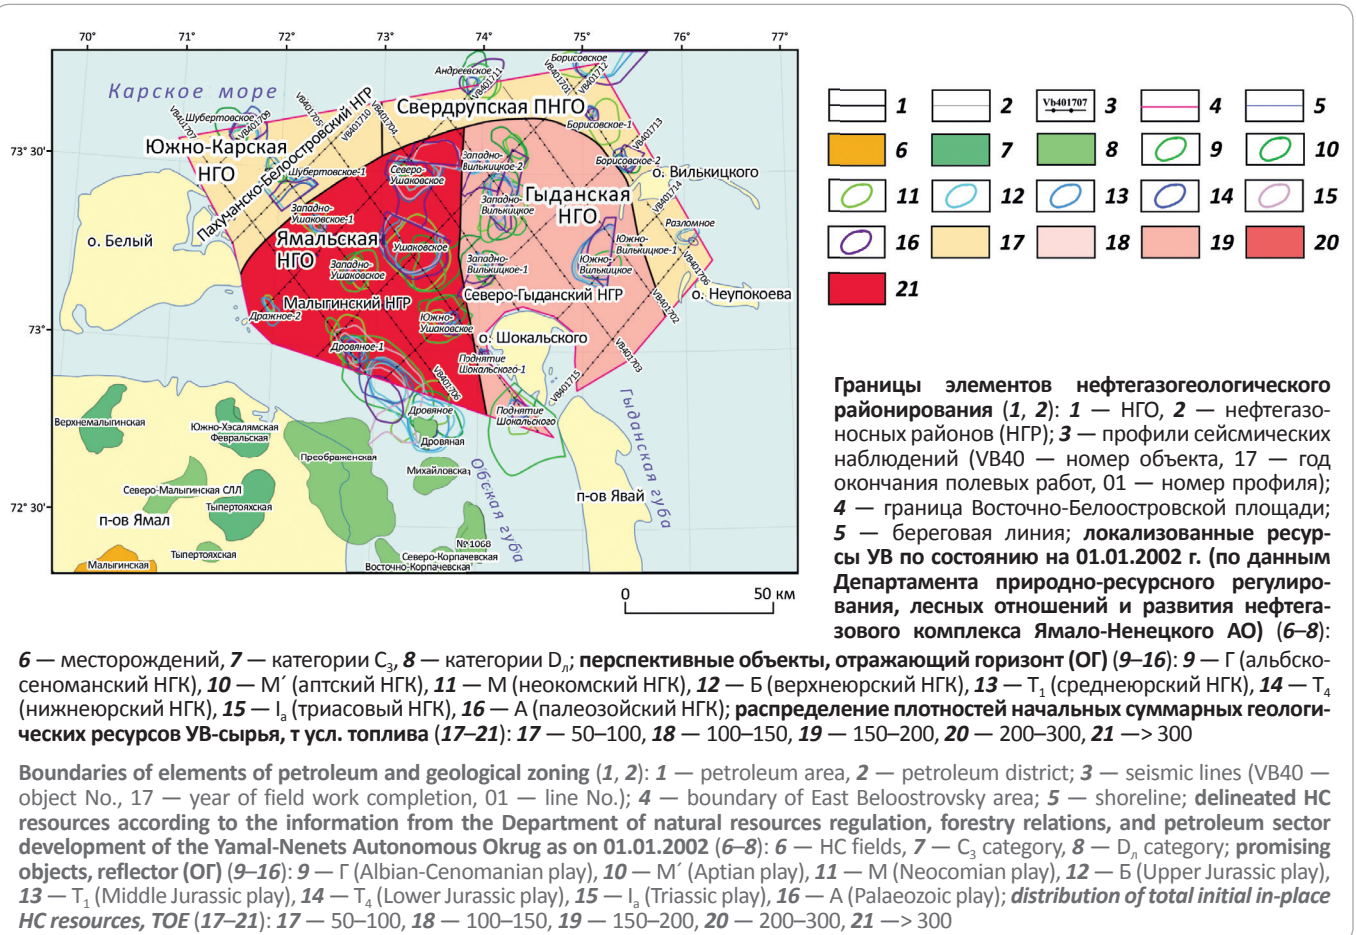 70°
71°
72°
73°
74°
75°
76°
77°
Карское море
Андреевское
VB401711
Борисовское
VB401701
VB401712
Шубертовское
VB401707
VB401709
VB401705
VB401710
VB401704
Свердрупская ПНГО
Борисовское-1
VB401713
73° 30'
Южно-Карская
НГО
Пахучанско-Белоостровский НГР
Шубертовское-1
Северо-
Ушаковское
Западно-
Вилькицкое-2
Борисовское-2
о. Вилькицкого
VB401714
Гыданская
НГО
Западно-
Вилькицкое
Западно-
Ушаковское-1
о. Белый
Ямальская
НГО
Ушаковское
Разломное
Южно-
Вилькицкое-1
Южно-
Вилькицкое
Западно-
Ушаковское
Западно-
Вилькицкое-1
VB401706
Северо-Гыданский НГР
о. Неупокоева
Малыгинский НГР
Дражное-2
Южно-
Ушаковское
VB401702
73°
о. Шокальского
Дровяное-1
Поднятие
Шокальского-1
VB401703
VB401706
VB401715
Дровяное
Поднятие
Шокальского
Гыданская губа
Верхнемалыгинская
Южно-Хэсалямская
Февральская
Дровяная
Преображенская
Михайловская
Обская губа
Северо-Малыгинская СЛЛ
Тыпертояхская
п-ов Явай
72° 30'
п-ов Ямал
Тыпертояхская
Малыгинская
№ 1068
Северо-Корпачевская
Восточно-Корпачевская
0
50 км
1
2
Vb401707
3
4
5
6
7
8
9
10
11
12
13
14
15
16
17
18
19
20
21
Границы элементов нефтегазогеологического
районирования (1, 2): 1 — НГО, 2 — нефтегазо-
носных районов (НГР); 3 — профили сейсмических
наблюдений (VB40 — номер объекта, 17 — год
окончания полевых работ, 01 — номер профиля);
4 — граница Восточно-Белоостровской площади;
5 — береговая линия; локализованные ресур-
сы УВ по состоянию на 01.01.2002 г. (по данным
Департамента природно-ресурсного регулиро-
вания, лесных отношений и развития нефтега-
зового комплекса Ямало-Ненецкого АО) (6–8):
6 — месторождений, 7 — категории C₃, 8 — категории Dл; перспективные объекты, отражающий горизонт (ОГ) (9–16): 9 — Г (альбско-
сеноманский НГК), 10 — М´ (аптский НГК), 11 — М (неокомский НГК), 12 — Б (верхнеюрский НГК), 13 — T₁ (среднеюрский НГК), 14 — T₄
(нижнеюрский НГК), 15 — Iₐ (триасовый НГК), 16 — А (палеозойский НГК); распределение плотностей начальных суммарных геологи-
ческих ресурсов УВ-сырья, т усл. топлива (17–21): 17 — 50–100, 18 — 100–150, 19 — 150–200, 20 — 200–300, 21 —> 300
Boundaries of elements of petroleum and geological zoning (1, 2): 1 — petroleum area, 2 — petroleum district; 3 — seismic lines (VB40 —
object No., 17 — year of field work completion, 01 — line No.); 4 — boundary of East Beloostrovsky area; 5 — shoreline; delineated HC
resources according to the information from the Department of natural resources regulation, forestry relations, and petroleum sector
development of the Yamal-Nenets Autonomous Okrug as on 01.01.2002 (6–8): 6 — HC fields, 7 — C₃ category, 8 — Dл category; promising
objects, reflector (ОГ) (9–16): 9 — Г (Albian-Cenomanian play), 10 — М´ (Aptian play), 11 — М (Neocomian play), 12 — Б (Upper Jurassic play),
13 — T₁ (Middle Jurassic play), 14 — T₄ (Lower Jurassic play), 15 — Iₐ (Triassic play), 16 — А (Palaeozoic play); distribution of total initial in-place
HC resources, TOE (17–21): 17 — 50–100, 18 — 100–150, 19 — 150–200, 20 — 200–300, 21 —> 300